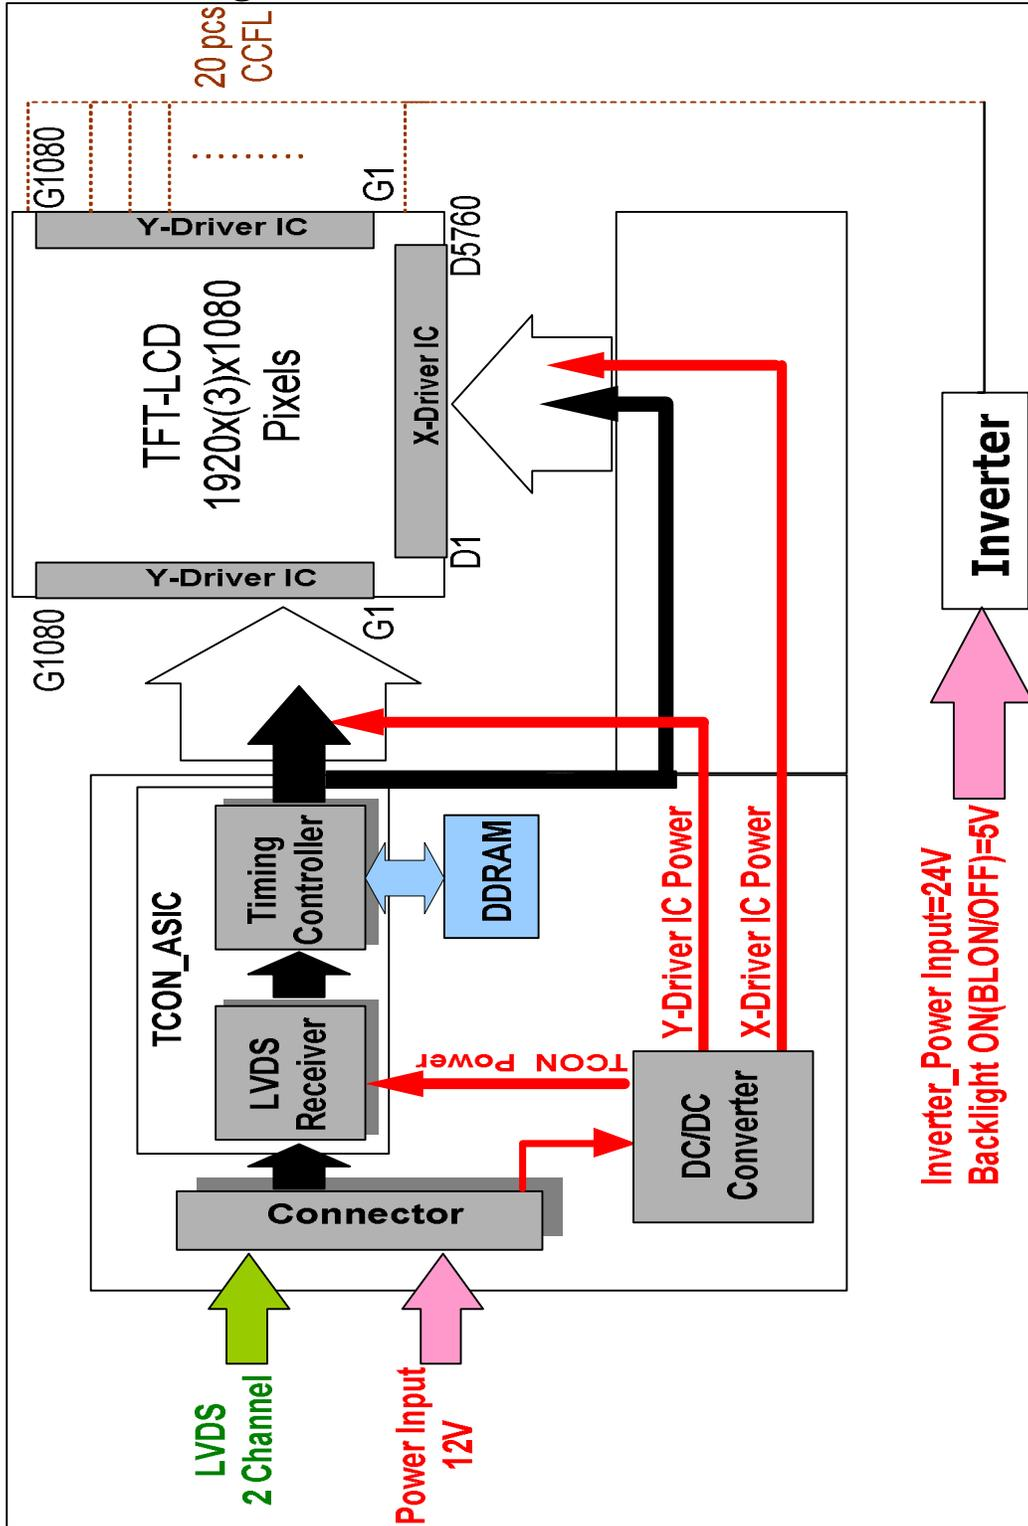 20 pcs
CCFL
G1080
G1
Y-Driver IC
D5760
TFT-LCD
1920x(3)x1080
Pixels
X-Driver IC
D1
Y-Driver IC
G1080
G1
TCON_ASIC
Timing
Controller
DDRAM
LVDS
Receiver
TCON Power
Y-Driver IC Power
X-Driver IC Power
DC/DC
Converter
Connector
LVDS
2 Channel
Power Input
12V
Inverter
Inverter_Power Input=24V
Backlight ON(BLON/OFF)=5V